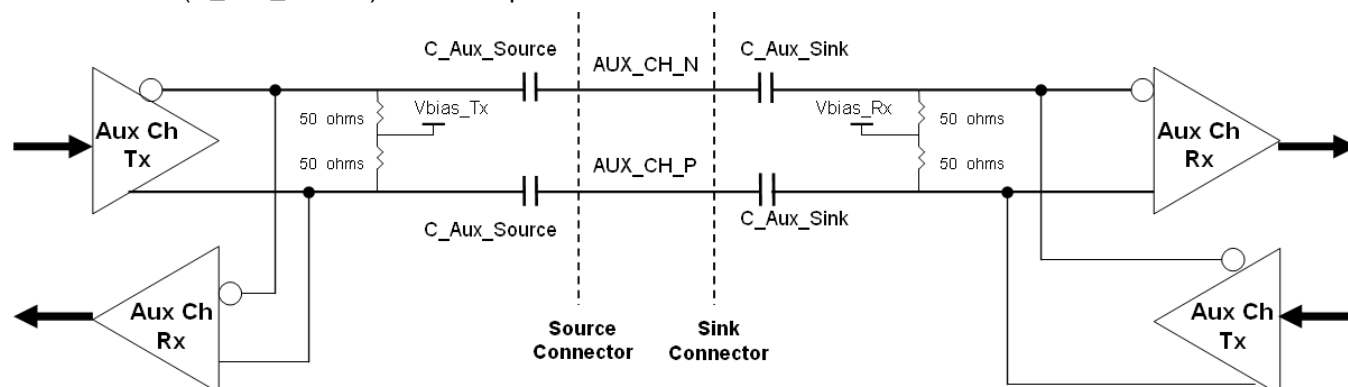 C_Aux_Source
C_Aux_Sink
AUX_CH_N
Vbias_Tx
Vbias_Rx
50 ohms
50 ohms
Aux Ch
Tx
Aux Ch
Rx
50 ohms
50 ohms
AUX_CH_P
C_Aux_Source
C_Aux_Sink
Aux Ch
Rx
Aux Ch
Tx
Source
Connector
Sink
Connector